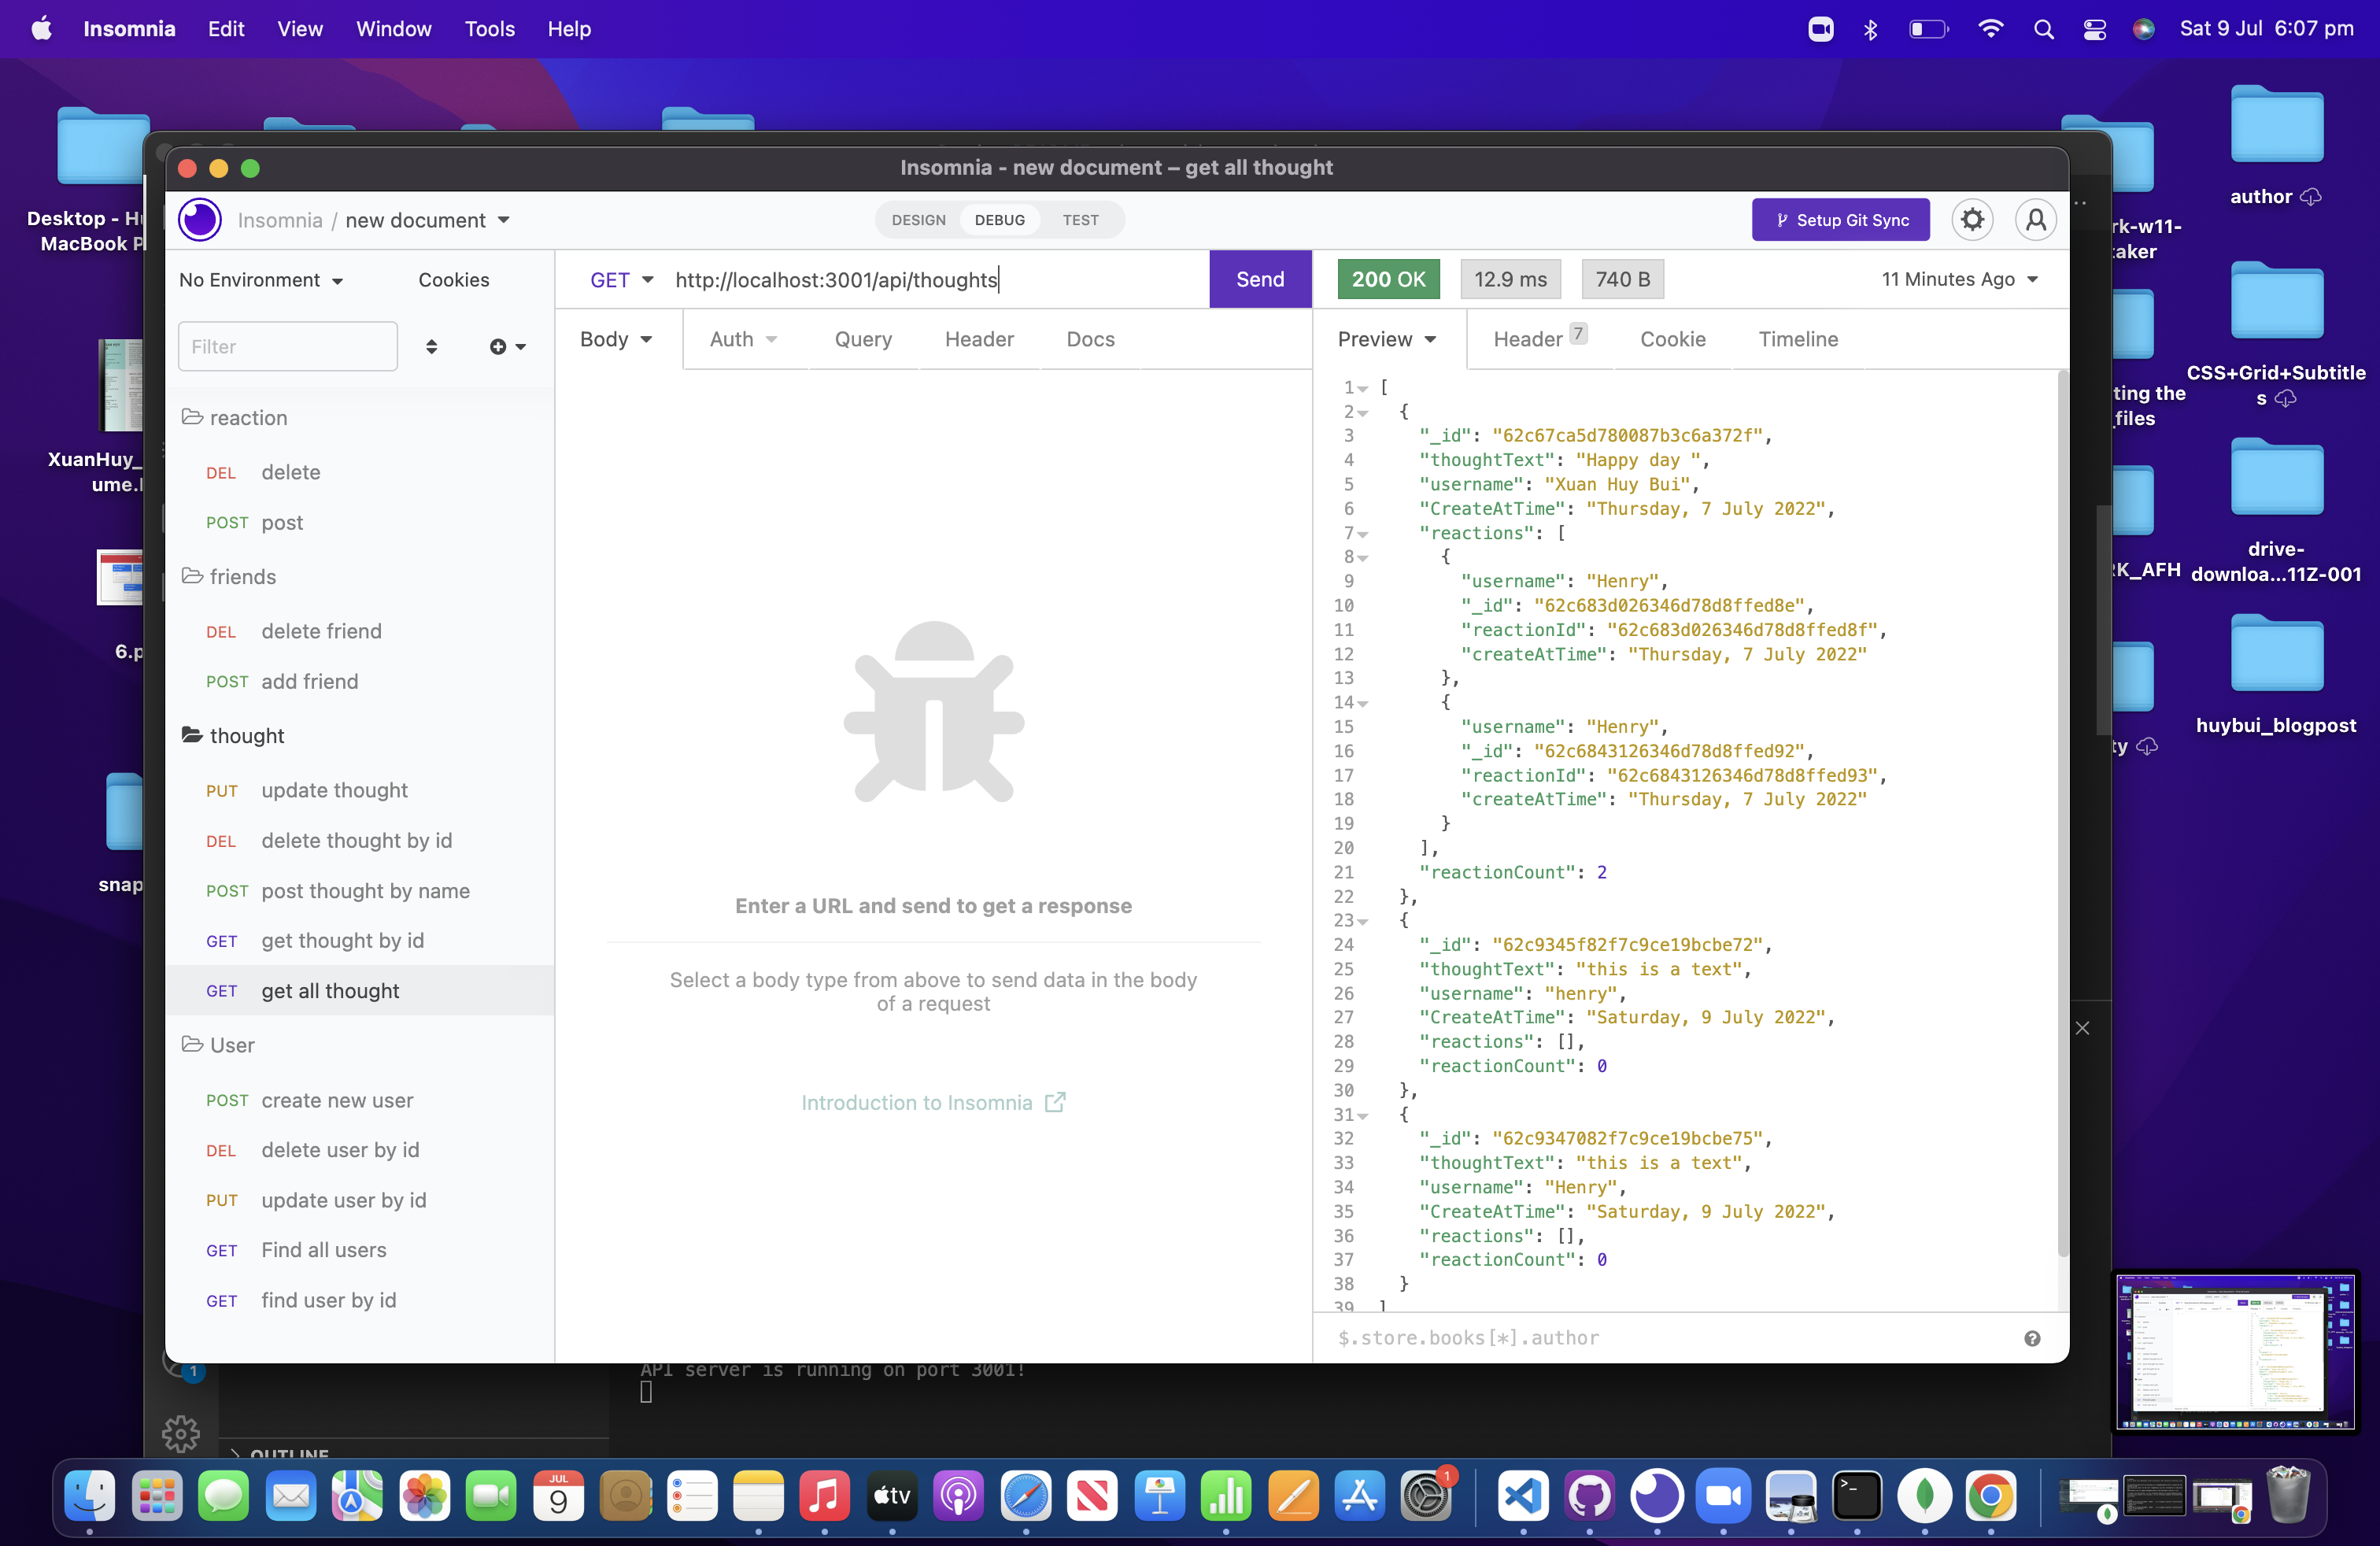 Insomnia Edit View Window Tools Help
Sat 9 Jul 6:07 pm
Insomnia - new document – get all thought
Insomnia / new document
DESIGN DEBUG TEST
Setup Git Sync
No Environment
Cookies
GET http://localhost:3001/api/thoughts
Send
200 OK
12.9 ms
740 B
11 Minutes Ago
Filter
Body
Auth
Query
Header
Docs
Preview
Header 7
Cookie
Timeline
reaction
DEL delete
POST post
friends
DEL delete friend
POST add friend
thought
PUT update thought
DEL delete thought by id
POST post thought by name
GET get thought by id
GET get all thought
User
POST create new user
DEL delete user by id
PUT update user by id
GET Find all users
GET find user by id
Enter a URL and send to get a response
Select a body type from above to send data in the body
of a request
Introduction to Insomnia
1 [
2 {
3 "_id": "62c67ca5d780087b3c6a372f",
4 "thoughtText": "Happy day ",
5 "username": "Xuan Huy Bui",
6 "CreateAtTime": "Thursday, 7 July 2022",
7 "reactions": [
8 {
9 "username": "Henry",
10 "_id": "62c683d026346d78d8ffed8e",
11 "reactionId": "62c683d026346d78d8ffed8f",
12 "createAtTime": "Thursday, 7 July 2022"
13 },
14 {
15 "username": "Henry",
16 "_id": "62c6843126346d78d8ffed92",
17 "reactionId": "62c6843126346d78d8ffed93",
18 "createAtTime": "Thursday, 7 July 2022"
19 }
20 ],
21 "reactionCount": 2
22 },
23 {
24 "_id": "62c9345f82f7c9ce19bcbe72",
25 "thoughtText": "this is a text",
26 "username": "henry",
27 "CreateAtTime": "Saturday, 9 July 2022",
28 "reactions": [],
29 "reactionCount": 0
30 },
31 {
32 "_id": "62c9347082f7c9ce19bcbe75",
33 "thoughtText": "this is a text",
34 "username": "Henry",
35 "CreateAtTime": "Saturday, 9 July 2022",
36 "reactions": [],
37 "reactionCount": 0
38 }
39 ]
$.store.books[*].author
Desktop - H
MacBook P
XuanHuy_
ume.
6.p
snap
author
rk-w11-
aker
CSS+Grid+Subtitle
s
ting the
files
drive-
K_AFH downloa...11Z-001
huybui_blogpost
ty
1
API server is running on port 3001!
OUTLINE
JUL
9
tv
1